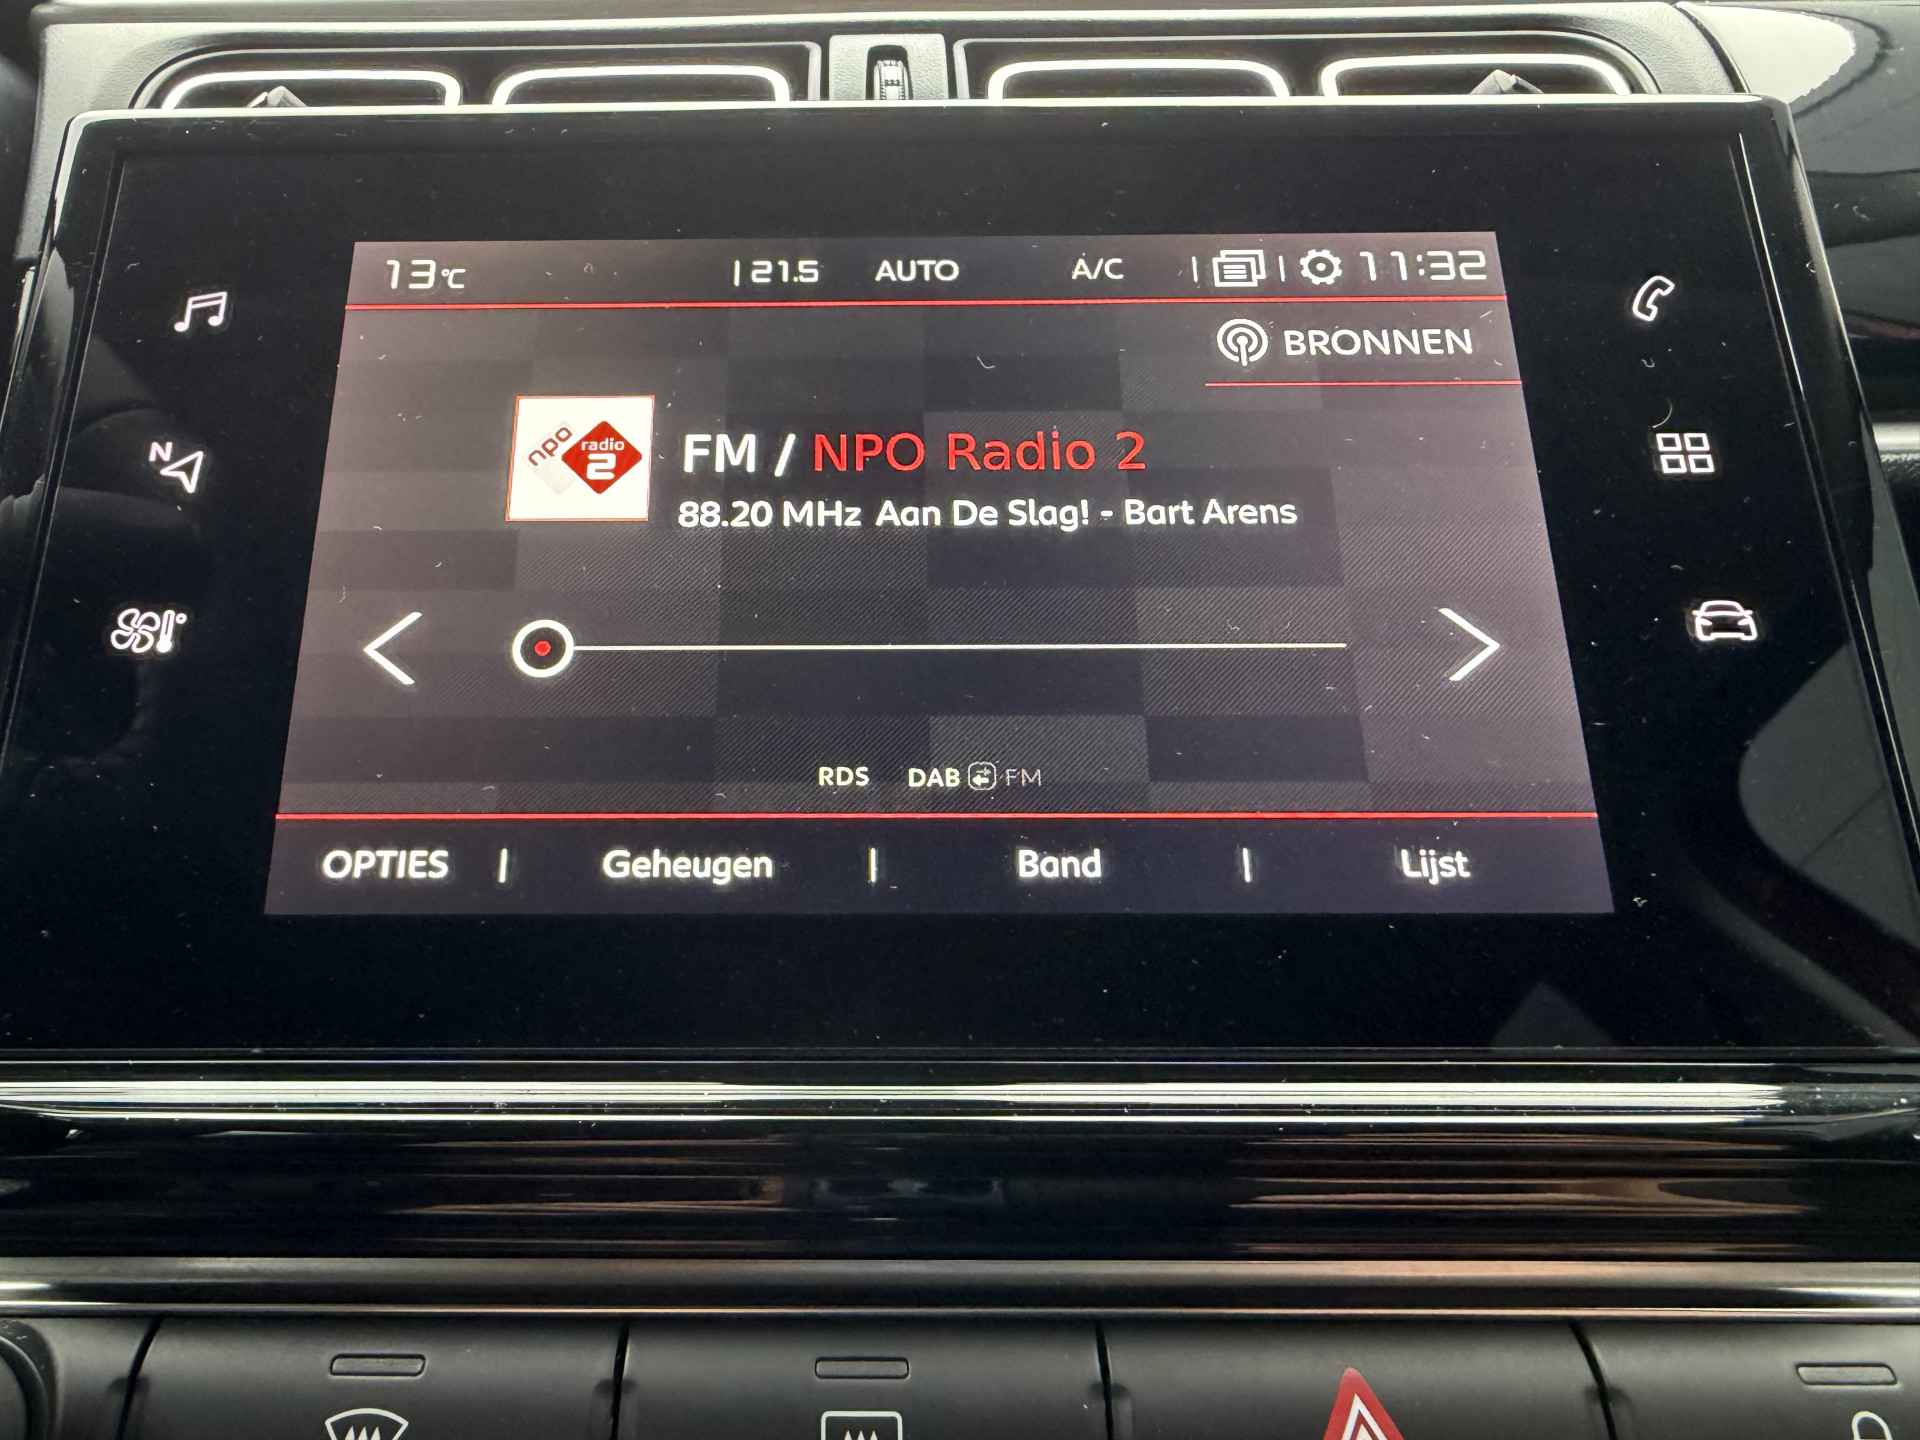 13°C | 21.5 AUTO A/C | | 11:32
BRONNEN
npo radio 2
FM / NPO Radio 2
88.20 MHz Aan De Slag! - Bart Arens
N
RDS DAB FM
OPTIES | Geheugen | Band | Lijst